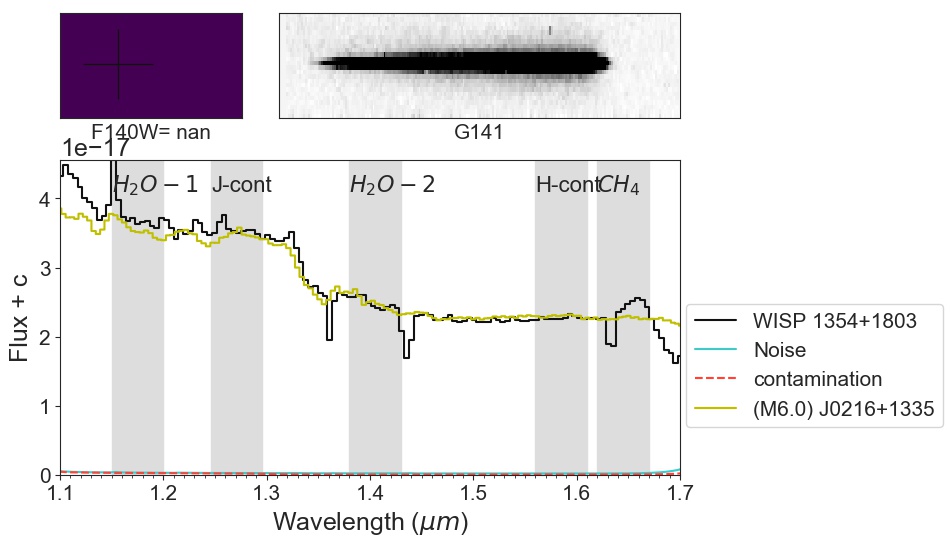 F140W= nan
G141
1e−17
H₂O − 1
J-cont
H₂O − 2
H-cont
CH₄
4
3
2
1
0
Flux + c
1.1 1.2 1.3 1.4 1.5 1.6 1.7
Wavelength (μm)
WISP 1354+1803
Noise
contamination
(M6.0) J0216+1335